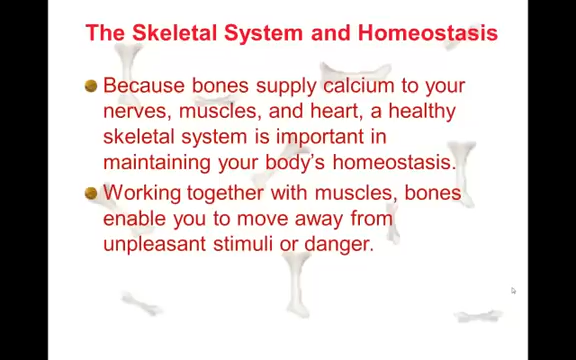 The Skeletal System and Homeostasis
Because bones supply calcium to your
nerves, muscles, and heart, a healthy
skeletal system is important in
maintaining your body's homeostasis.
Working together with muscles, bones
enable you to move away from
unpleasant stimuli or danger.